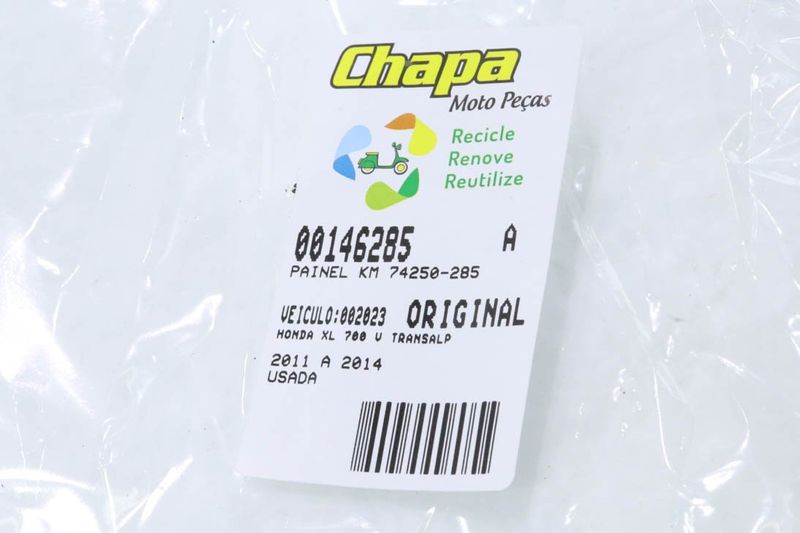 Chapa
Moto Peças
Recicle
Renove
Reutilize
00146285 A
PAINEL KM 74250-285
VEICULO:002023 ORIGINAL
HONDA XL 700 V TRANSALP
2011 A 2014
USADA